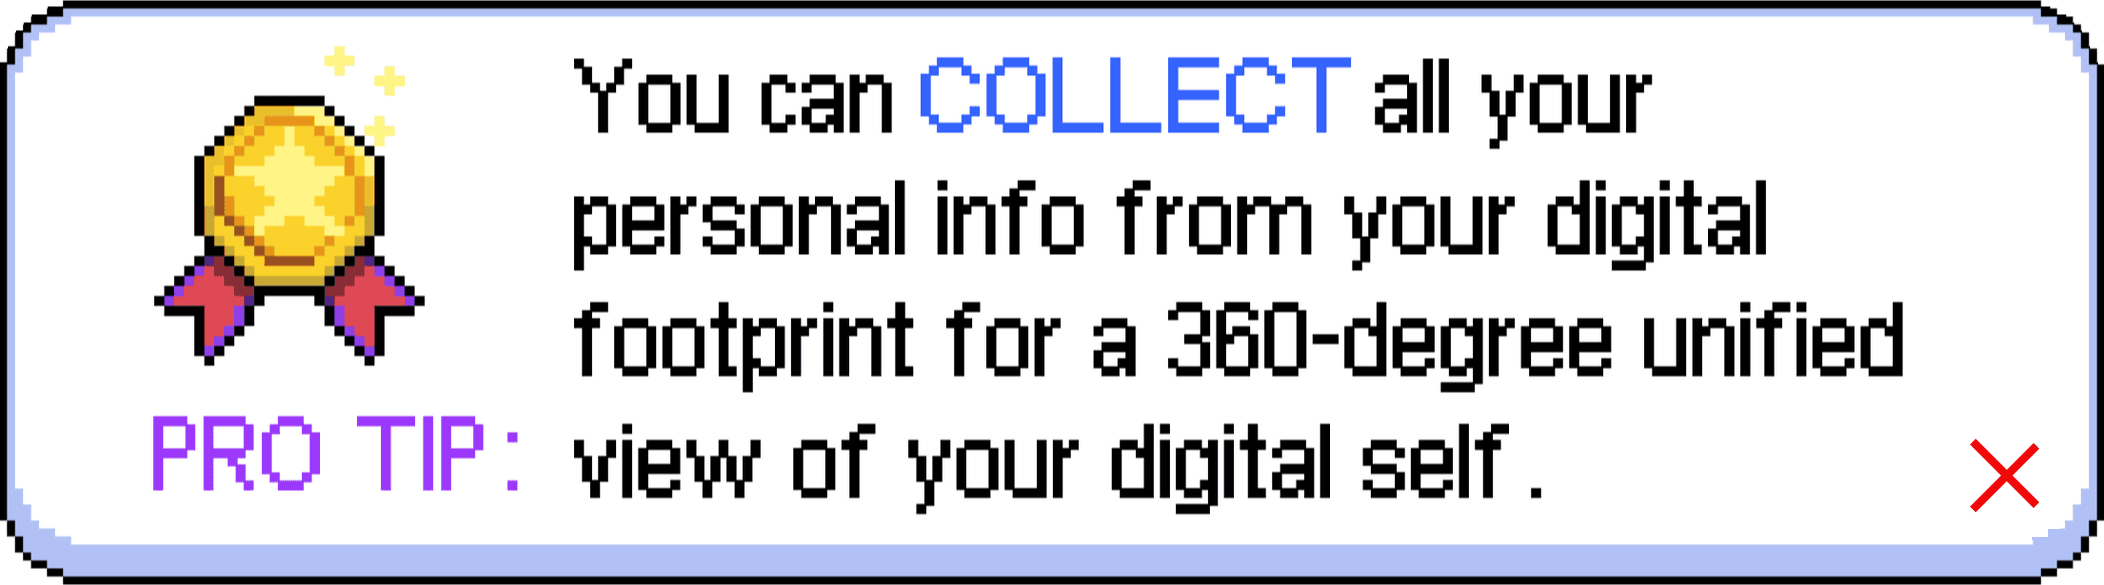 You can COLLECT all your
personal info from your digital
footprint for a 360-degree unified
PRO TIP: view of your digital self.